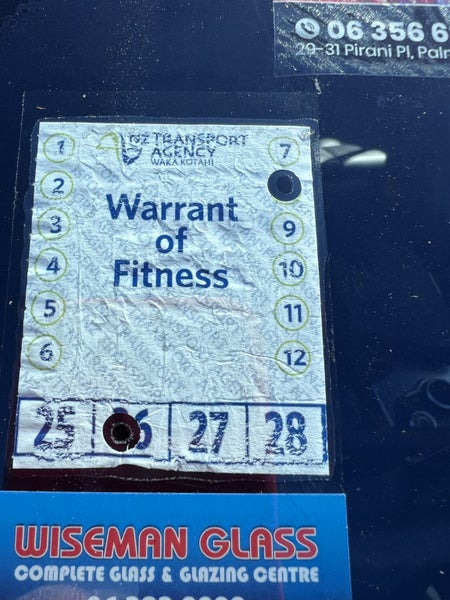 06 356 6
29-31 Pirani Pl, Palm
NZ TRANSPORT
AGENCY
WAKA KOTAHI
Warrant
of
Fitness
1
2
3
4
5
6
7
9
10
11
12
25 6 27 28
WISEMAN GLASS
COMPLETE GLASS & GLAZING CENTRE